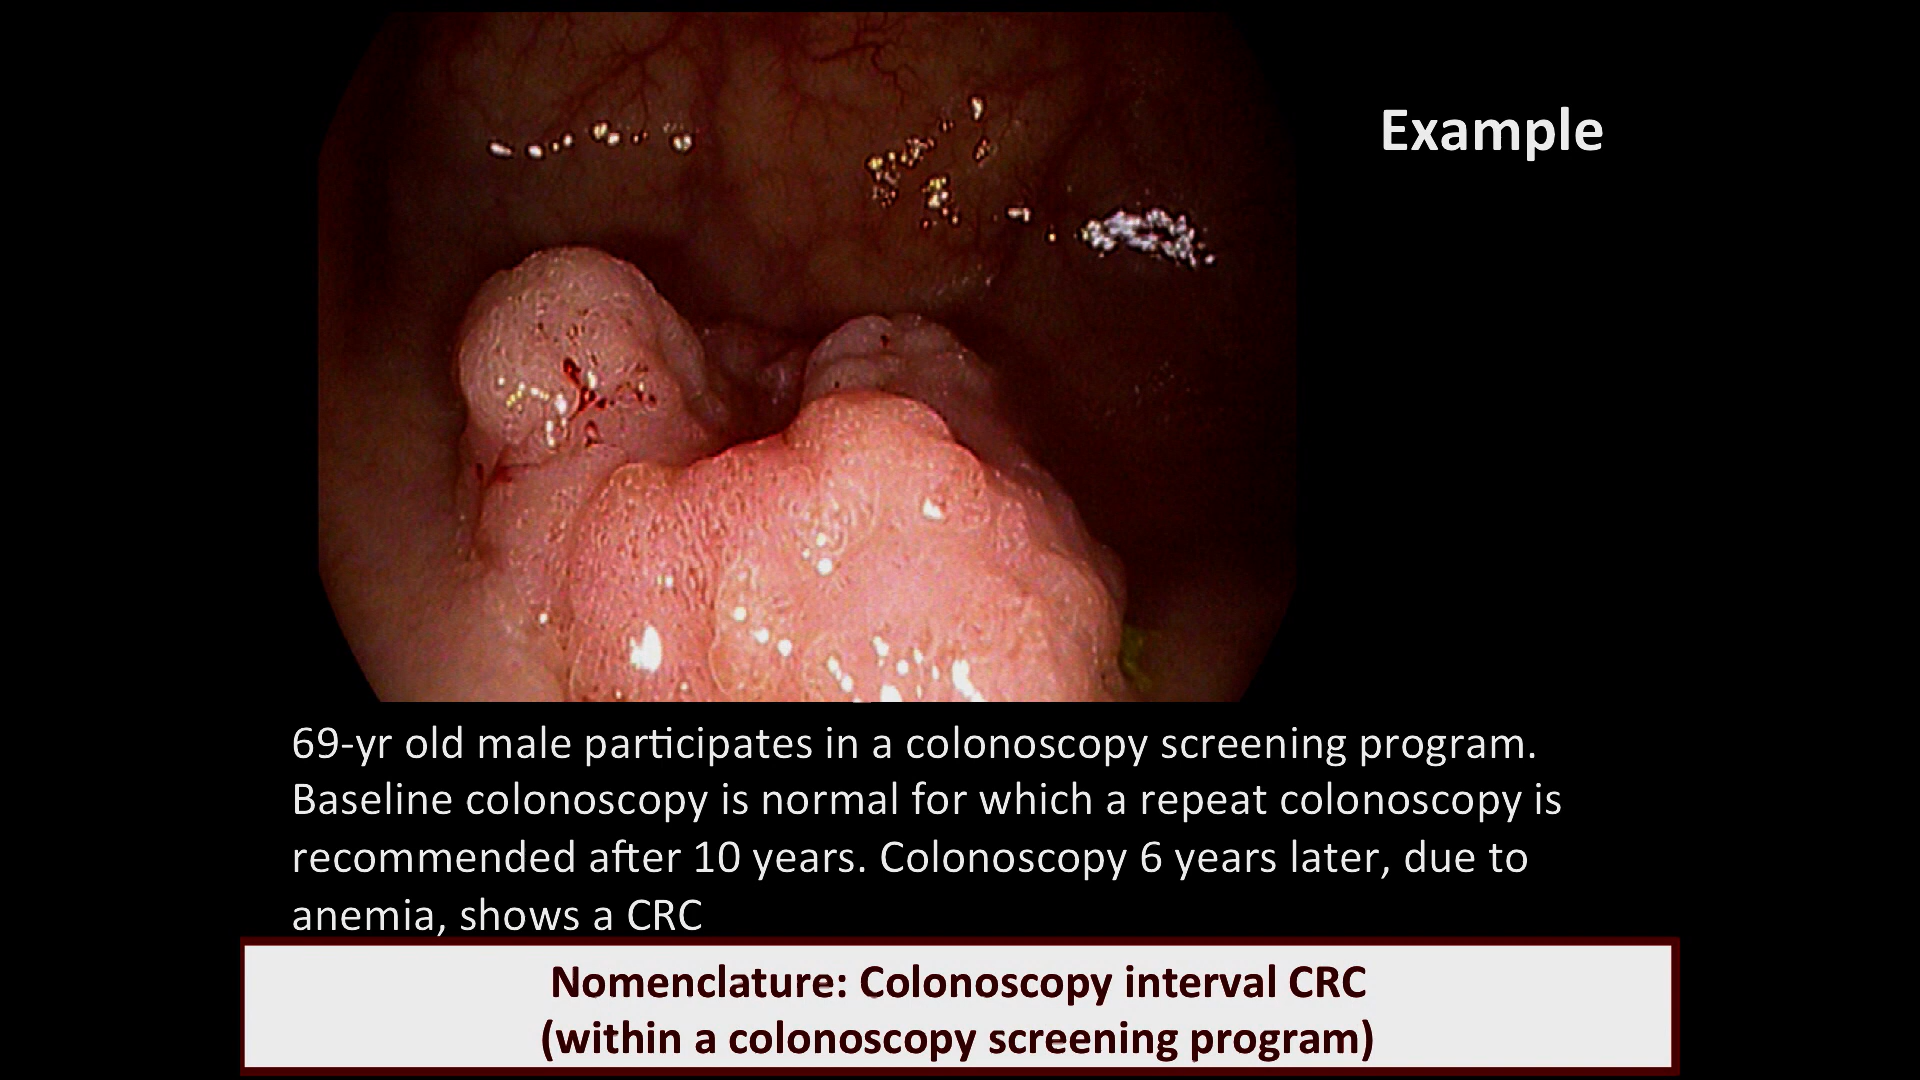 Example
69-yr old male participates in a colonoscopy screening program.
Baseline colonoscopy is normal for which a repeat colonoscopy is
recommended after 10 years. Colonoscopy 6 years later, due to
anemia, shows a CRC
Nomenclature: Colonoscopy interval CRC
(within a colonoscopy screening program)